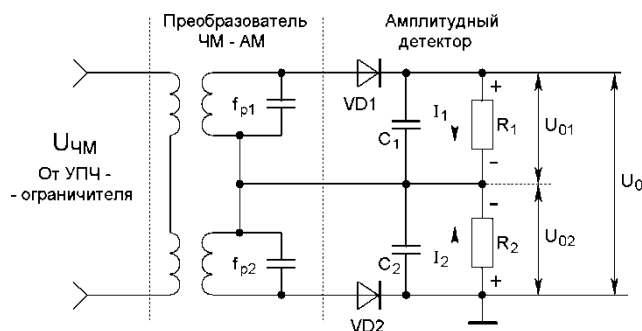 Преобразователь
ЧМ - АМ
Амплитудный
детектор
fр1
VD1
C1
I1
+
R1
-
U01
U0
UЧМ
От УПЧ -
- ограничителя
fр2
VD2
C2
I2
-
R2
+
U02